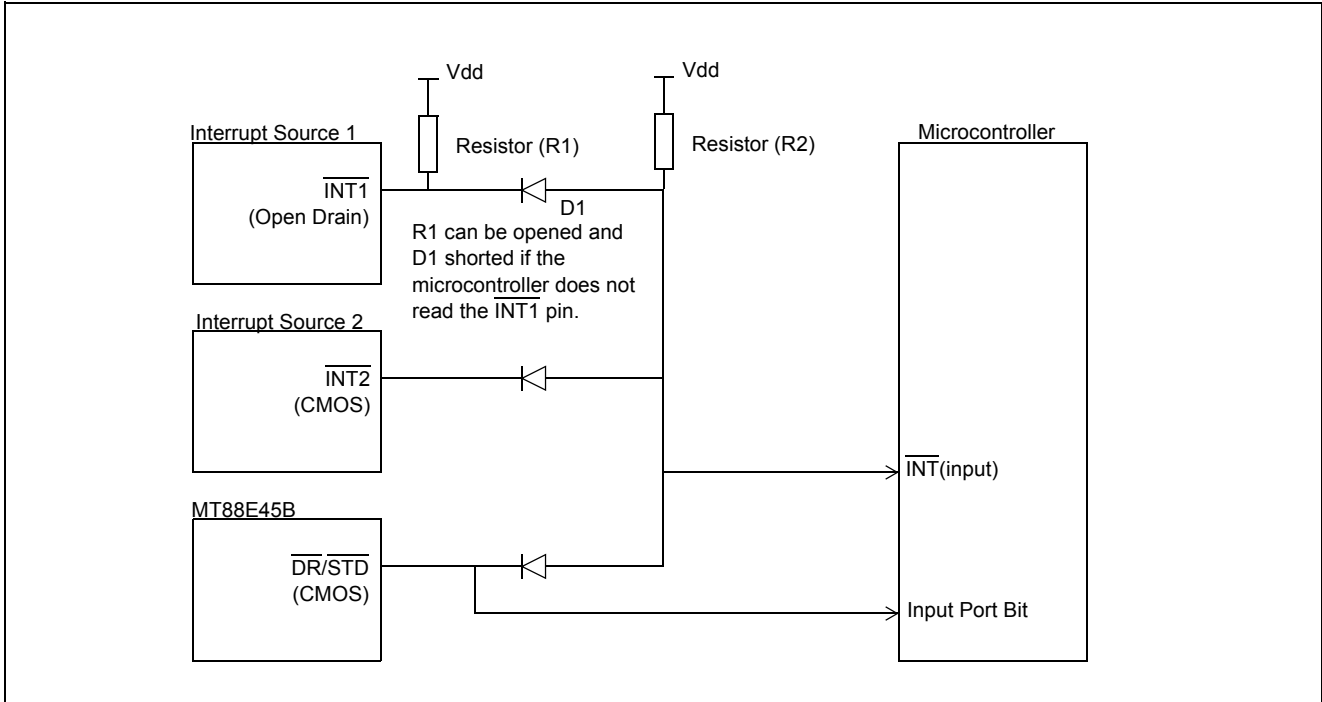 Vdd
Vdd
Interrupt Source 1
Resistor (R1)
Resistor (R2)
Microcontroller
INT1
(Open Drain)
D1
R1 can be opened and
D1 shorted if the
microcontroller does not
read the INT1 pin.
Interrupt Source 2
INT2
(CMOS)
INT(input)
MT88E45B
DR/STD
(CMOS)
Input Port Bit